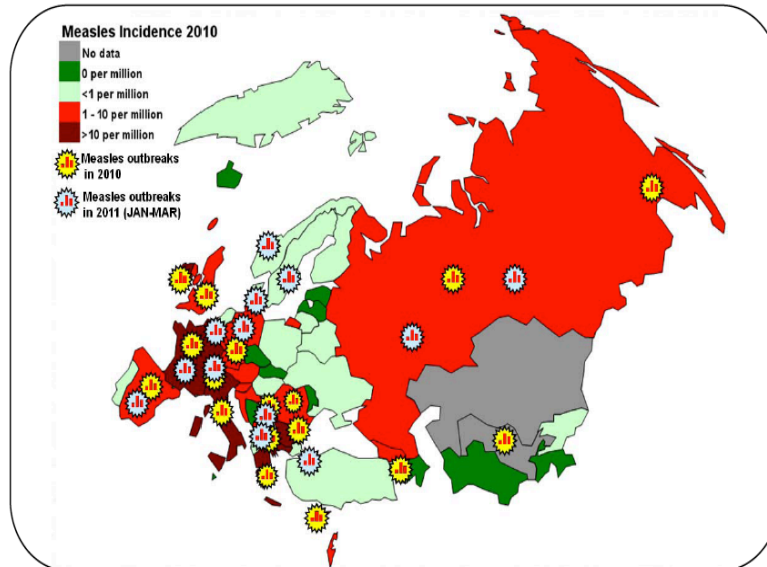 Measles Incidence 2010
No data
0 per million
<1 per million
1 - 10 per million
>10 per million
Measles outbreaks
in 2010
Measles outbreaks
in 2011 (JAN-MAR)